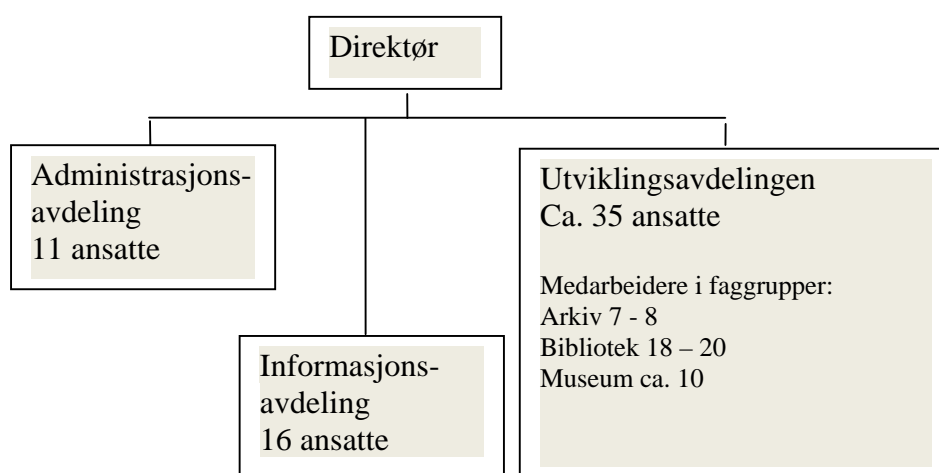 Direktør
Administrasjons-
avdeling
11 ansatte
Informasjons-
avdeling
16 ansatte
Utviklingsavdelingen
Ca. 35 ansatte
Medarbeidere i faggrupper:
Arkiv 7 - 8
Bibliotek 18 – 20
Museum ca. 10